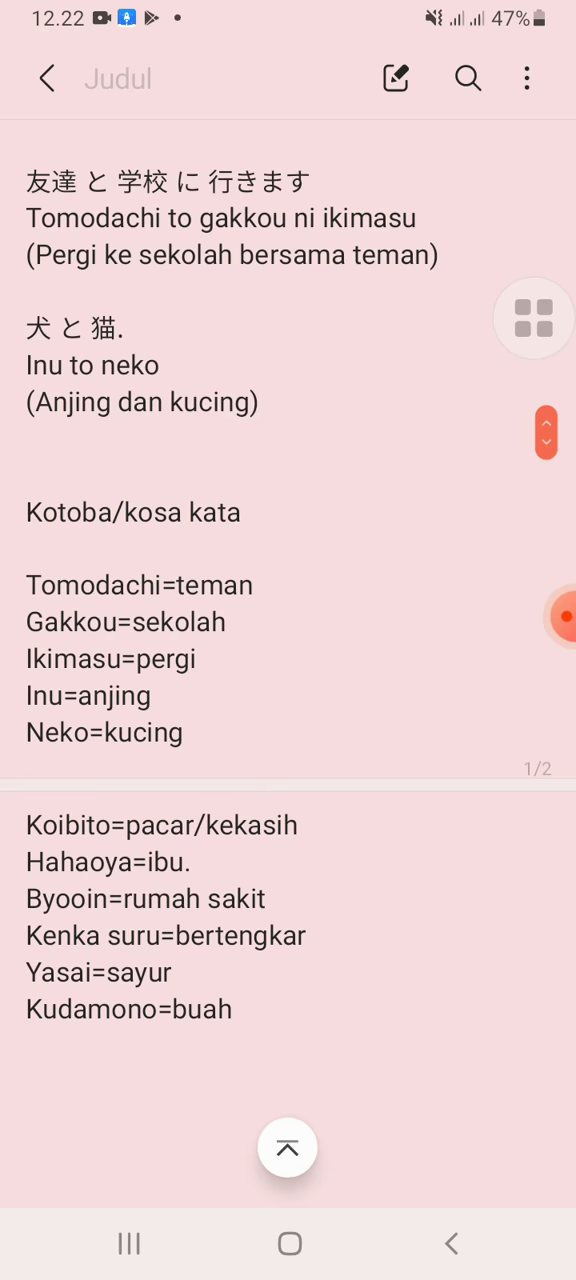 12.22
47%
Judul
友達 と 学校 に 行きます
Tomodachi to gakkou ni ikimasu
(Pergi ke sekolah bersama teman)
犬 と 猫.
Inu to neko
(Anjing dan kucing)
Kotoba/kosa kata
Tomodachi=teman
Gakkou=sekolah
Ikimasu=pergi
Inu=anjing
Neko=kucing
1/2
Koibito=pacar/kekasih
Hahaoya=ibu.
Byooin=rumah sakit
Kenka suru=bertengkar
Yasai=sayur
Kudamono=buah